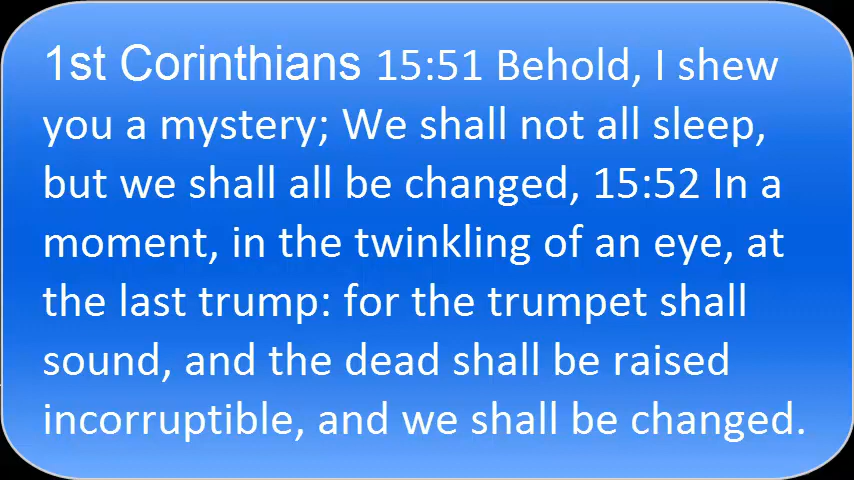 1st Corinthians 15:51 Behold, I shew
you a mystery; We shall not all sleep,
but we shall all be changed, 15:52 In a
moment, in the twinkling of an eye, at
the last trump: for the trumpet shall
sound, and the dead shall be raised
incorruptible, and we shall be changed.